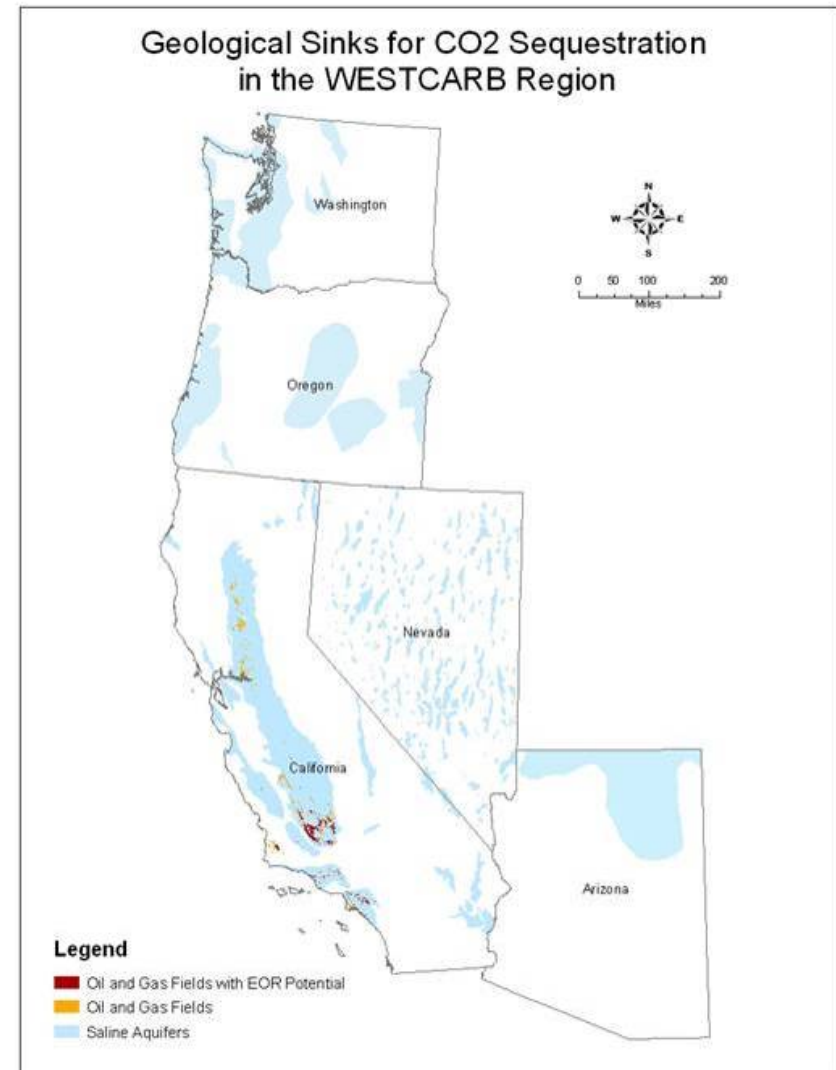 Geological Sinks for CO2 Sequestration
in the WESTCARB Region
Washington
N
W E
S
0 50 100 200
Miles
Oregon
Nevada
California
Arizona
Legend
Oil and Gas Fields with EOR Potential
Oil and Gas Fields
Saline Aquifers